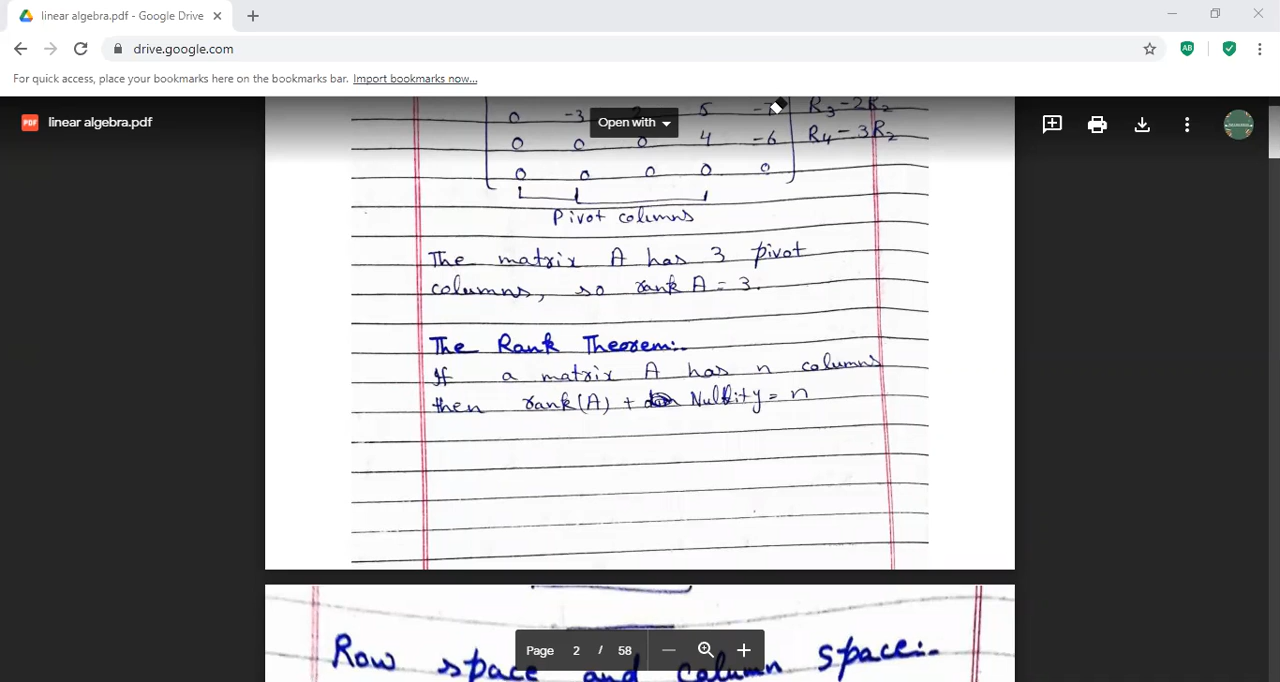 linear algebra.pdf - Google Drive
drive.google.com
For quick access, place your bookmarks here on the bookmarks bar. Import bookmarks now...
linear algebra.pdf
Open with
0 -3 5 R3-2R2
0 0 0 4 -6 R4-3R2
0 0 0 0 0
Pivot columns
The matrix A has 3 pivot
columns, so rank A = 3.
The Rank Theorem:-
If a matrix A has n columns
then rank(A) + Nullity = n
Row space and column space:-
Page 2 / 58